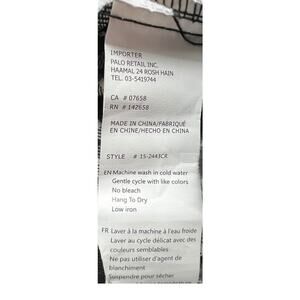 IMPORTER
PALO RETAIL INC.
HAAMAL 24 ROSH HAIN
TEL. 03-5419744
CA # 07658
RN # 142658
MADE IN CHINA/FABRIQUÉ
EN CHINE/HECHO EN CHINA
STYLE # 15-2443CR
EN Machine wash in cold water
Gentle cycle with like colors
No bleach
Hang To Dry
Low iron
FR Laver à la machine à l'eau froide
Laver au cycle délicat avec des
couleurs semblables
Ne pas utiliser d'agent de
blanchiment
Suspendre pour sécher